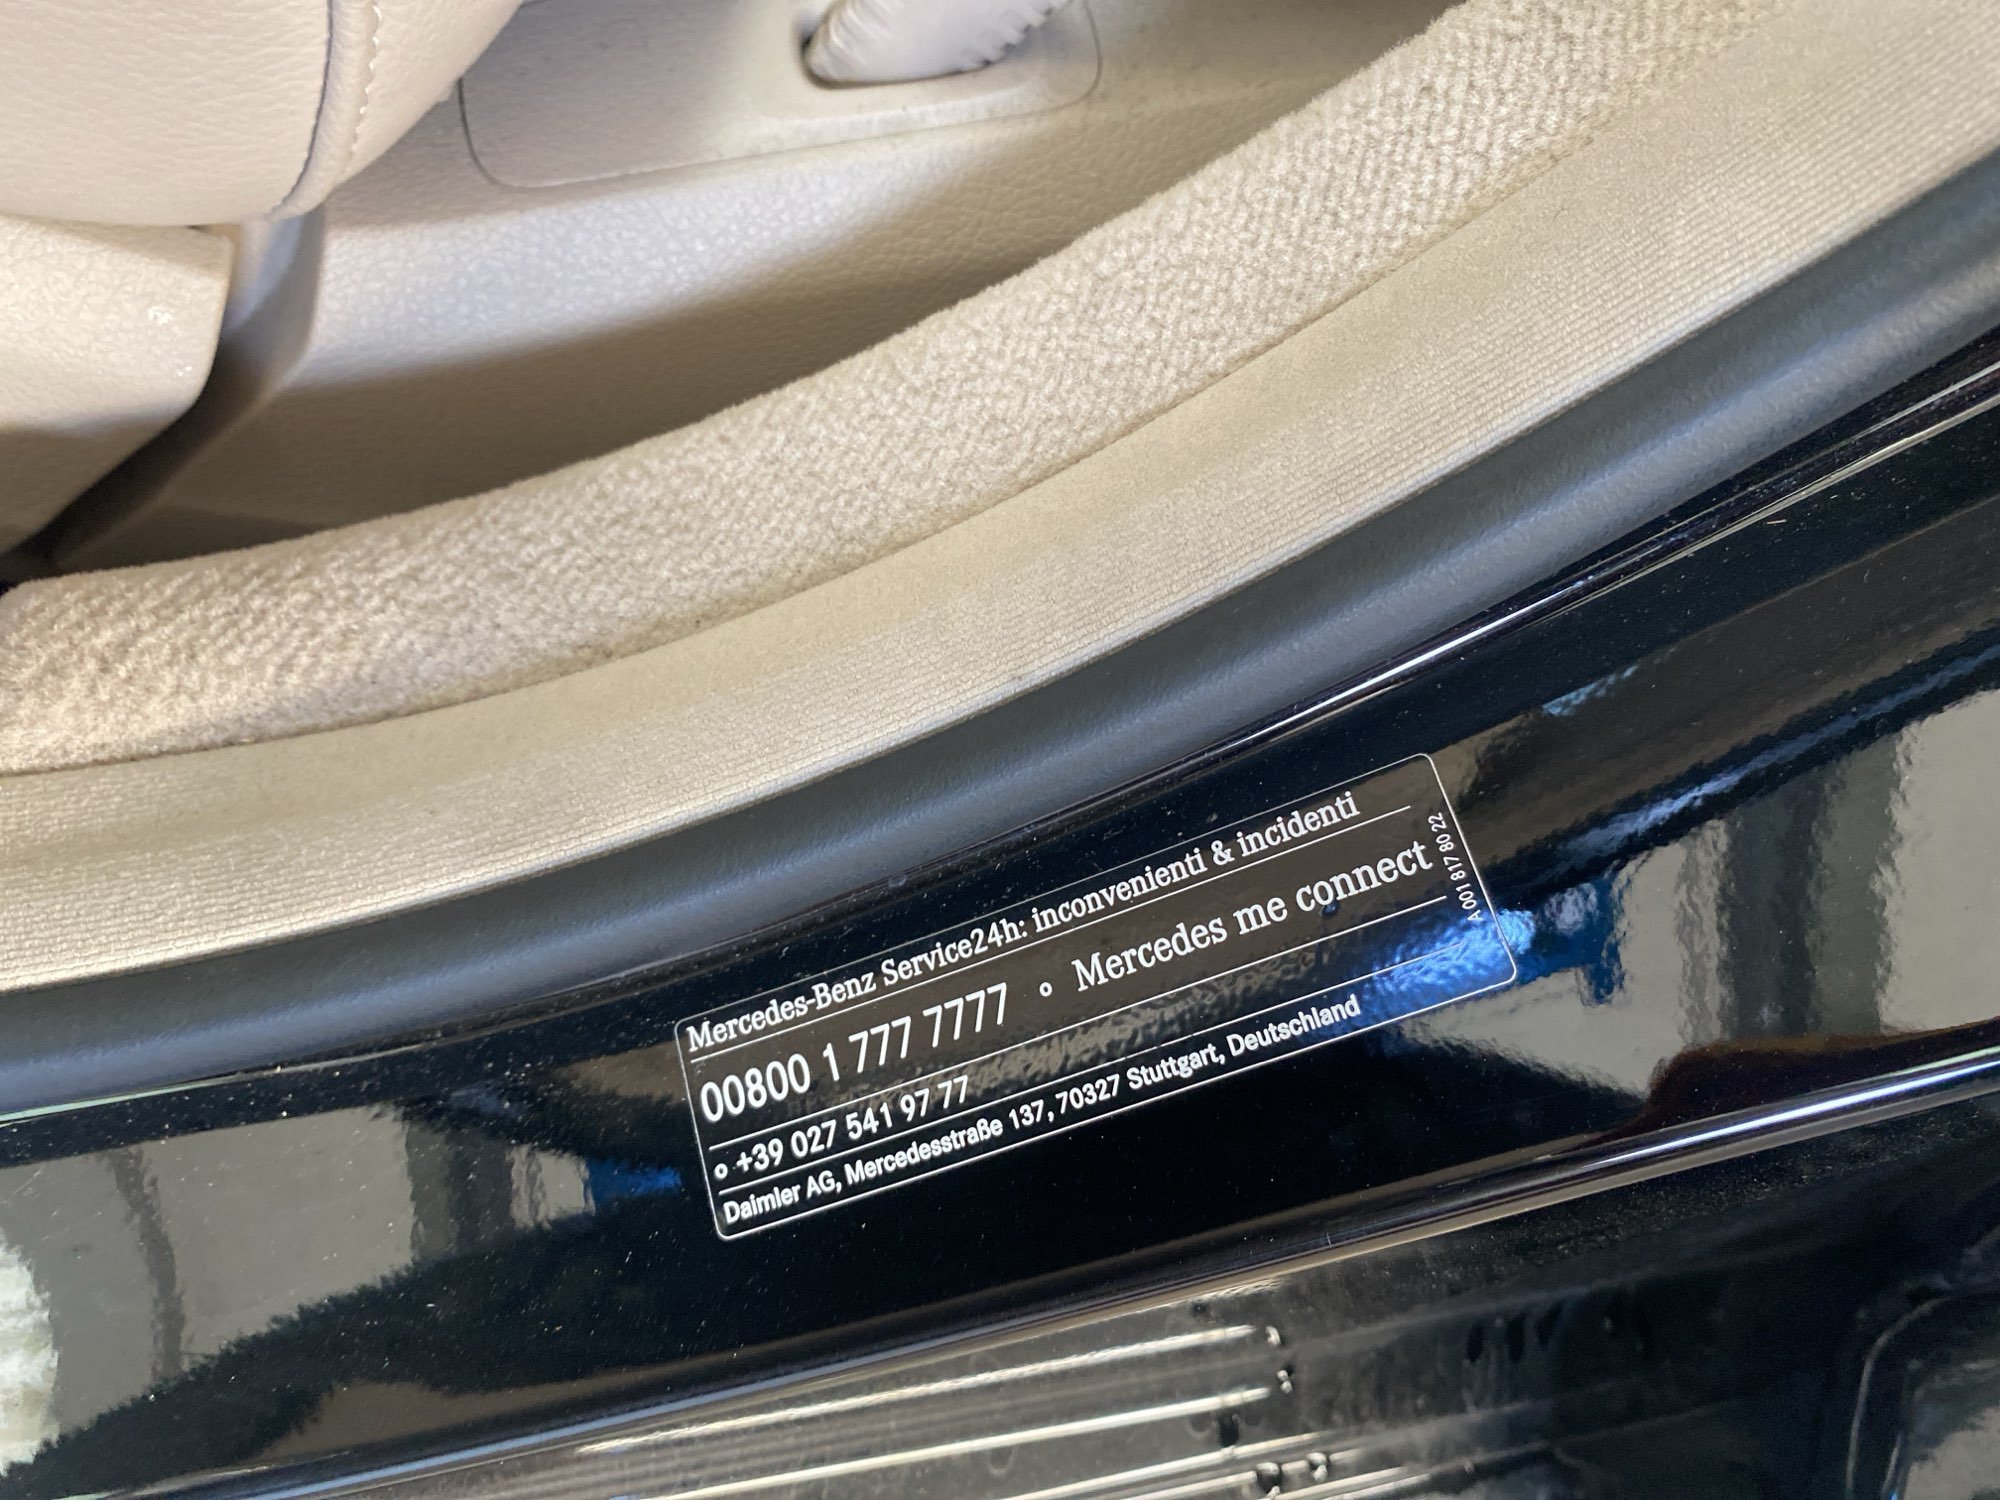 Mercedes-Benz Service24h: inconvenienti & incidenti
00800 1 777 7777 o Mercedes me connect
o +39 027 541 97 77
Daimler AG, Mercedesstraße 137, 70327 Stuttgart, Deutschland
A 001 817 80 22